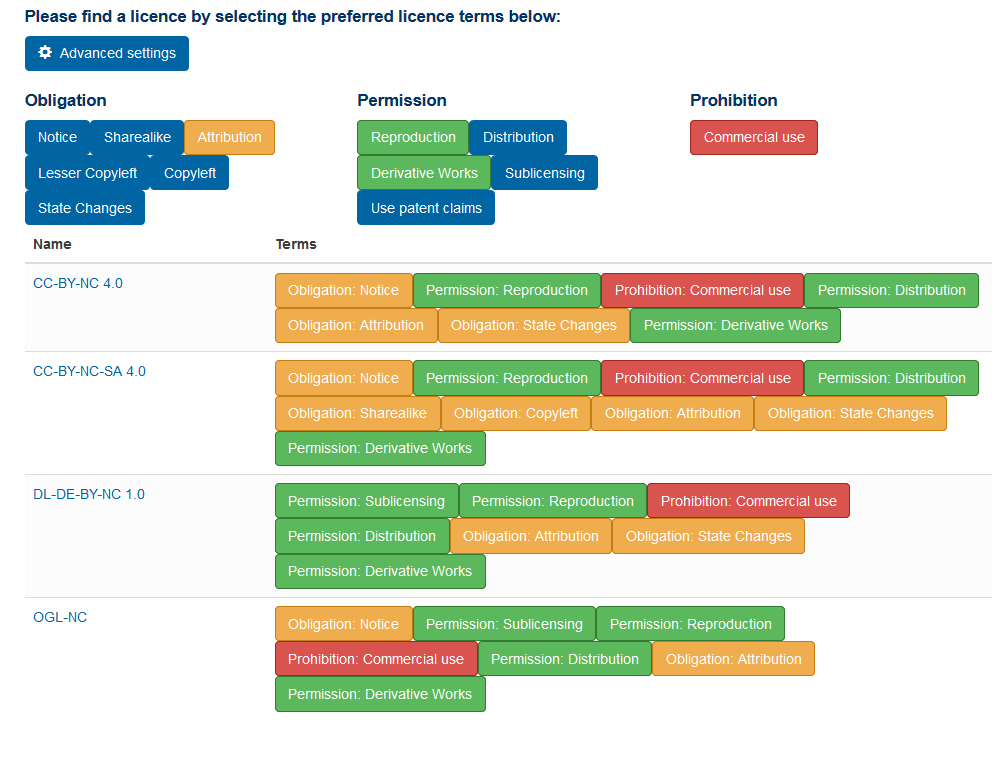 Please find a licence by selecting the preferred licence terms below:
Advanced settings
Obligation
Notice Sharealike Attribution
Lesser Copyleft Copyleft
State Changes
Permission
Reproduction Distribution
Derivative Works Sublicensing
Use patent claims
Prohibition
Commercial use
Name Terms
CC-BY-NC 4.0 Obligation: Notice Permission: Reproduction Prohibition: Commercial use Permission: Distribution
Obligation: Attribution Obligation: State Changes Permission: Derivative Works
CC-BY-NC-SA 4.0 Obligation: Notice Permission: Reproduction Prohibition: Commercial use Permission: Distribution
Obligation: Sharealike Obligation: Copyleft Obligation: Attribution Obligation: State Changes
Permission: Derivative Works
DL-DE-BY-NC 1.0 Permission: Sublicensing Permission: Reproduction Prohibition: Commercial use
Permission: Distribution Obligation: Attribution Obligation: State Changes
Permission: Derivative Works
OGL-NC Obligation: Notice Permission: Sublicensing Permission: Reproduction
Prohibition: Commercial use Permission: Distribution Obligation: Attribution
Permission: Derivative Works